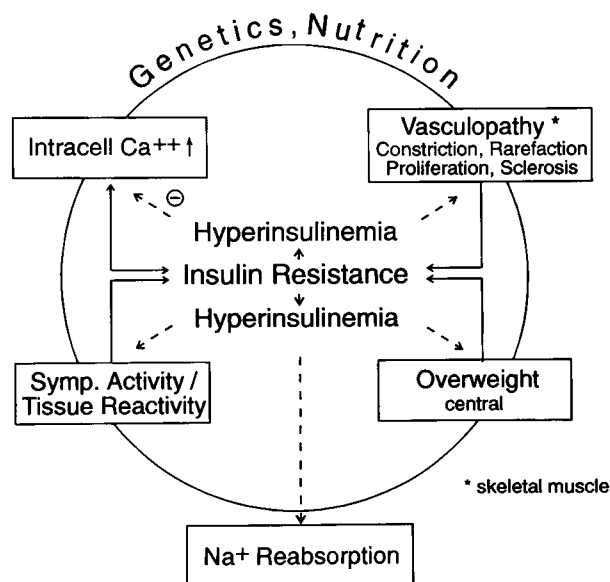 Genetics, Nutrition
Intracell Ca++ ↑
Vasculopathy *
Constriction, Rarefaction
Proliferation, Sclerosis
⊖
Hyperinsulinemia
Insulin Resistance
Hyperinsulinemia
Symp. Activity /
Tissue Reactivity
Overweight
central
* skeletal muscle
Na+ Reabsorption